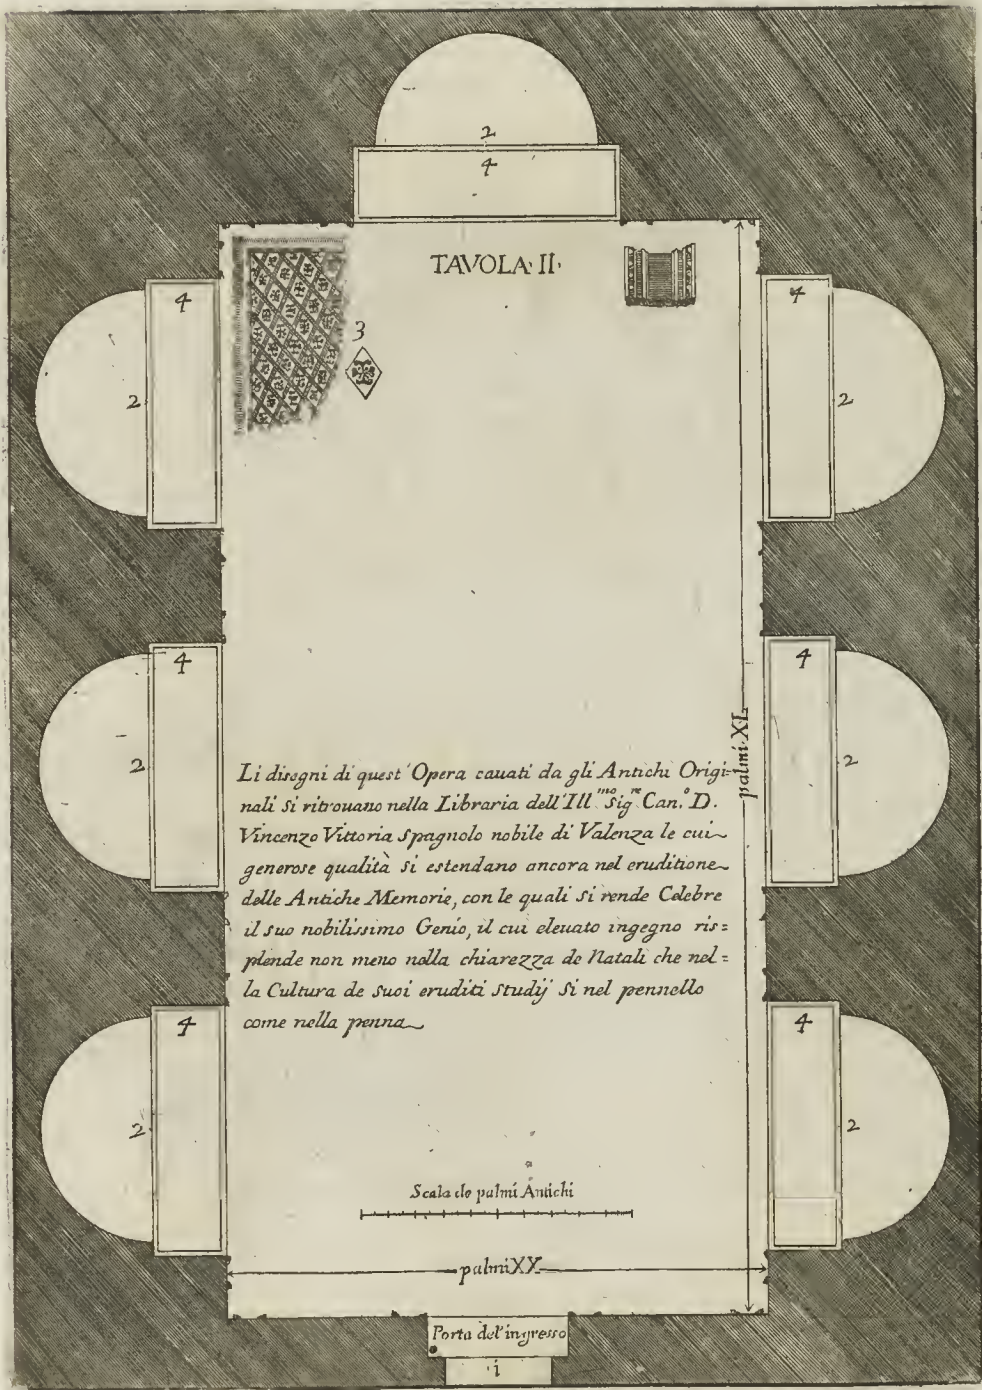 2
4
TAVOLA· II·
4
4
3
2
2
4
4
palmi·XL
2
2
Li disegni di quest' Opera cauati da gli Antichi Origi=
nali si ritrouano nella Libraria dell' Ill.mo Sig.re Can.o D.
Vincenzo Vittoria Spagnolo nobile di Valenza le cui
generose qualità si estendano ancora nel eruditione
delle Antiche Memorie, con le quali si rende Celebre
il suo nobilissimo Genio, il cui eleuato ingegno ris=
plende non meno nella chiarezza de Natali che nel=
la Cultura de suoi eruditi studij si nel pennello
come nella penna
4
4
2
2
Scala de palmi Antichi
palmi XX
Porta del'ingresso
i